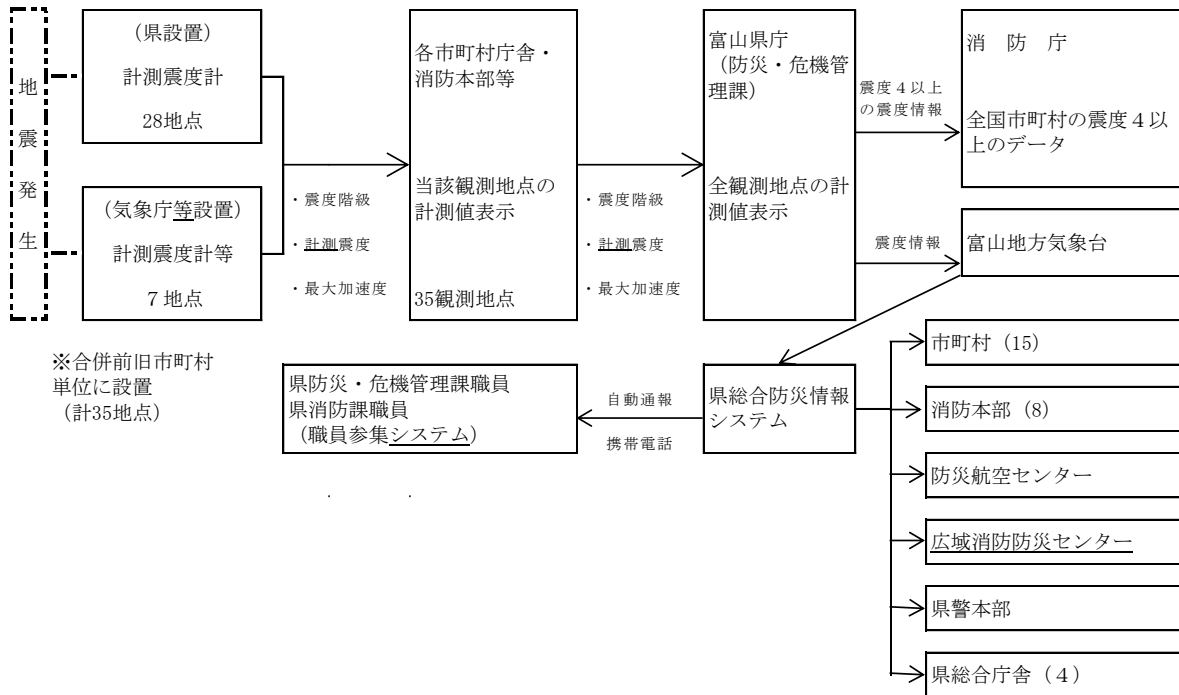 地震発生
（県設置）
計測震度計
28地点
（気象庁等設置）
計測震度計等
７地点
※合併前旧市町村
単位に設置
（計35地点）
・震度階級
・計測震度
・最大加速度
各市町村庁舎・
消防本部等
当該観測地点の
計測値表示
35観測地点
・震度階級
・計測震度
・最大加速度
富山県庁
（防災・危機管
理課）
全観測地点の計
測値表示
震度４以上
の震度情報
消　防　庁
全国市町村の震度４以
上のデータ
震度情報
富山地方気象台
県総合防災情報
システム
自動通報
携帯電話
県防災・危機管理課職員
県消防課職員
（職員参集システム）
市町村（15）
消防本部（8）
防災航空センター
広域消防防災センター
県警本部
県総合庁舎（４）